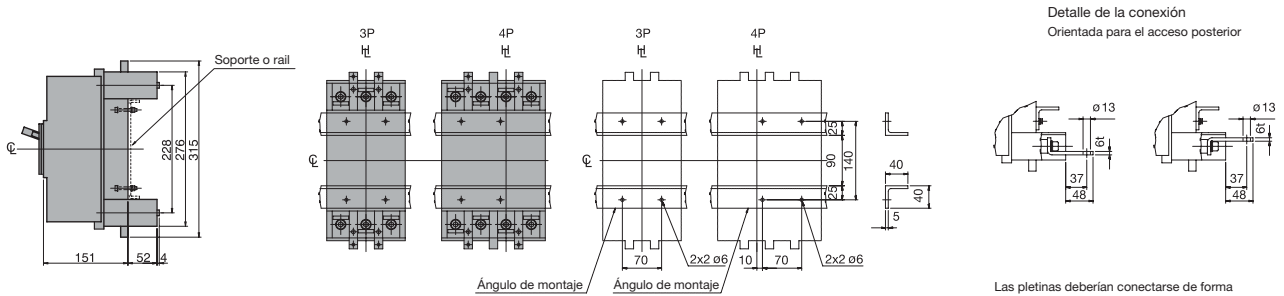 Detalle de la conexión
Orientada para el acceso posterior
3P
4P
3P
4P
Soporte o rail
228
276
315
151
52
4
25
90
140
25
40
40
5
70
2x2 ø6
10
70
2x2 ø6
Ángulo de montaje
Ángulo de montaje
ø13
6t
37
48
ø13
6t
37
48
Las pletinas deberían conectarse de forma